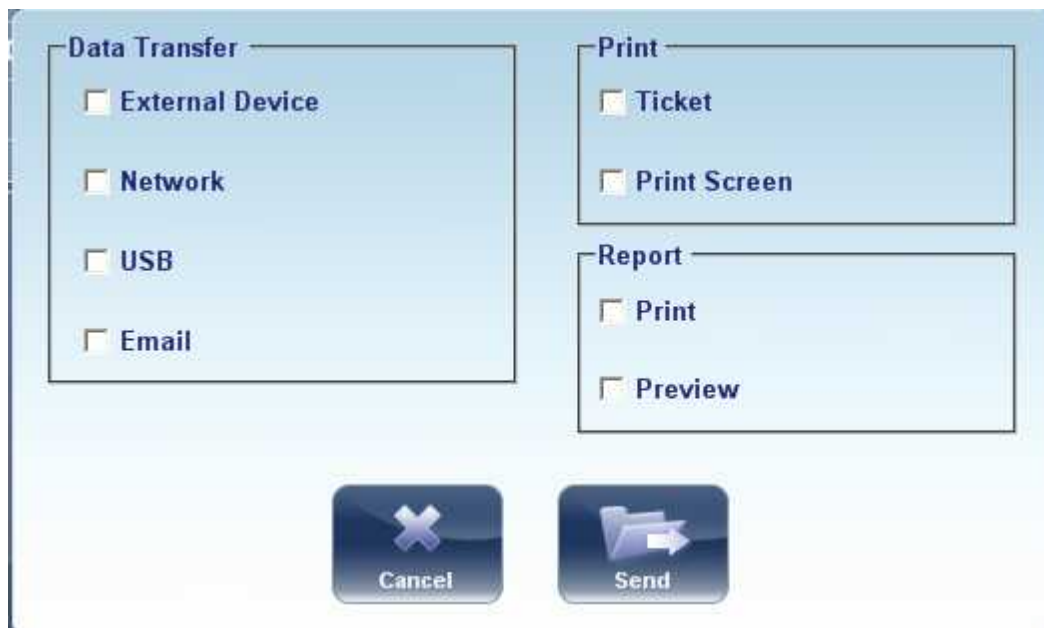 Data Transfer
External Device
Network
USB
Email
Print
Ticket
Print Screen
Report
Print
Preview
Cancel
Send